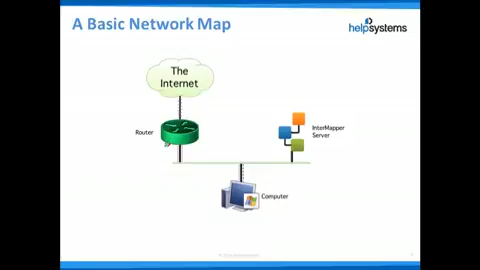 A Basic Network Map
helpsystems
The
Internet
Router
InterMapper
Server
Computer